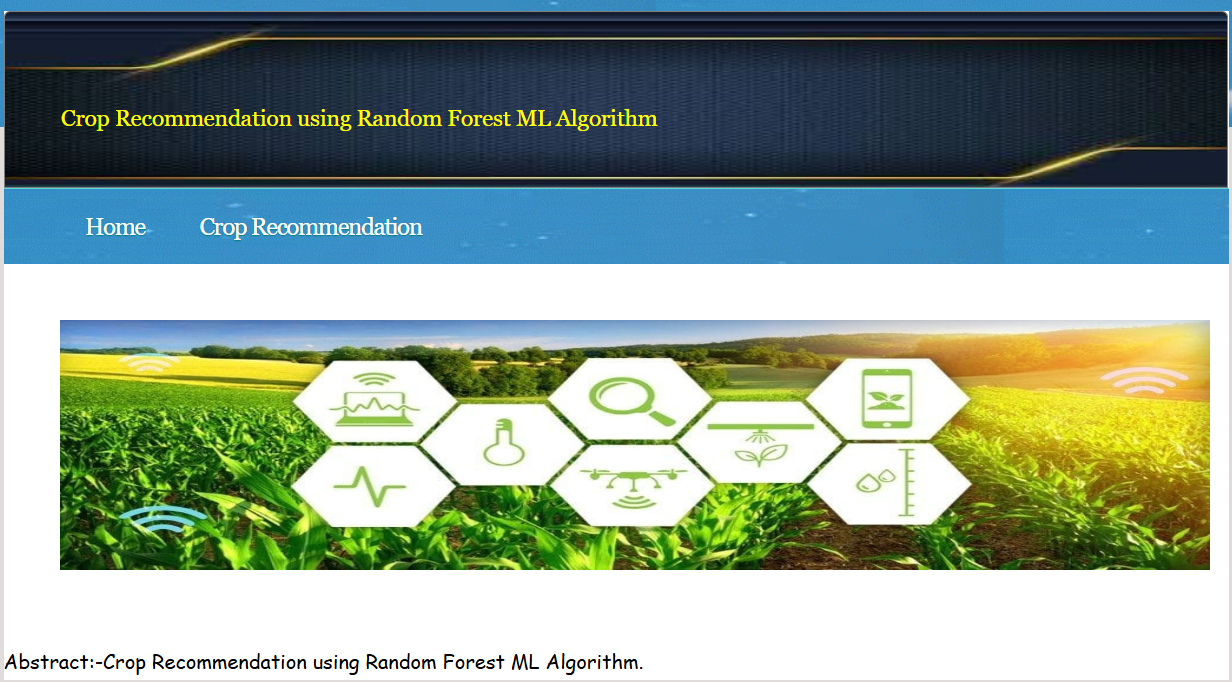 Crop Recommendation using Random Forest ML Algorithm
Home Crop Recommendation
Abstract:-Crop Recommendation using Random Forest ML Algorithm.